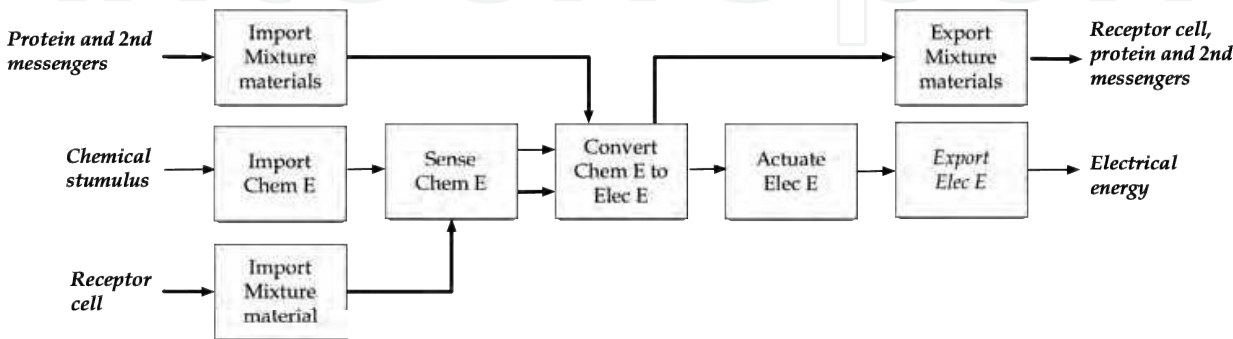 Protein and 2nd
messengers
Import
Mixture
materials
Export
Mixture
materials
Receptor cell,
protein and 2nd
messengers
Chemical
stumulus
Import
Chem E
Sense
Chem E
Convert
Chem E to
Elec E
Actuate
Elec E
Export
Elec E
Electrical
energy
Receptor
cell
Import
Mixture
material